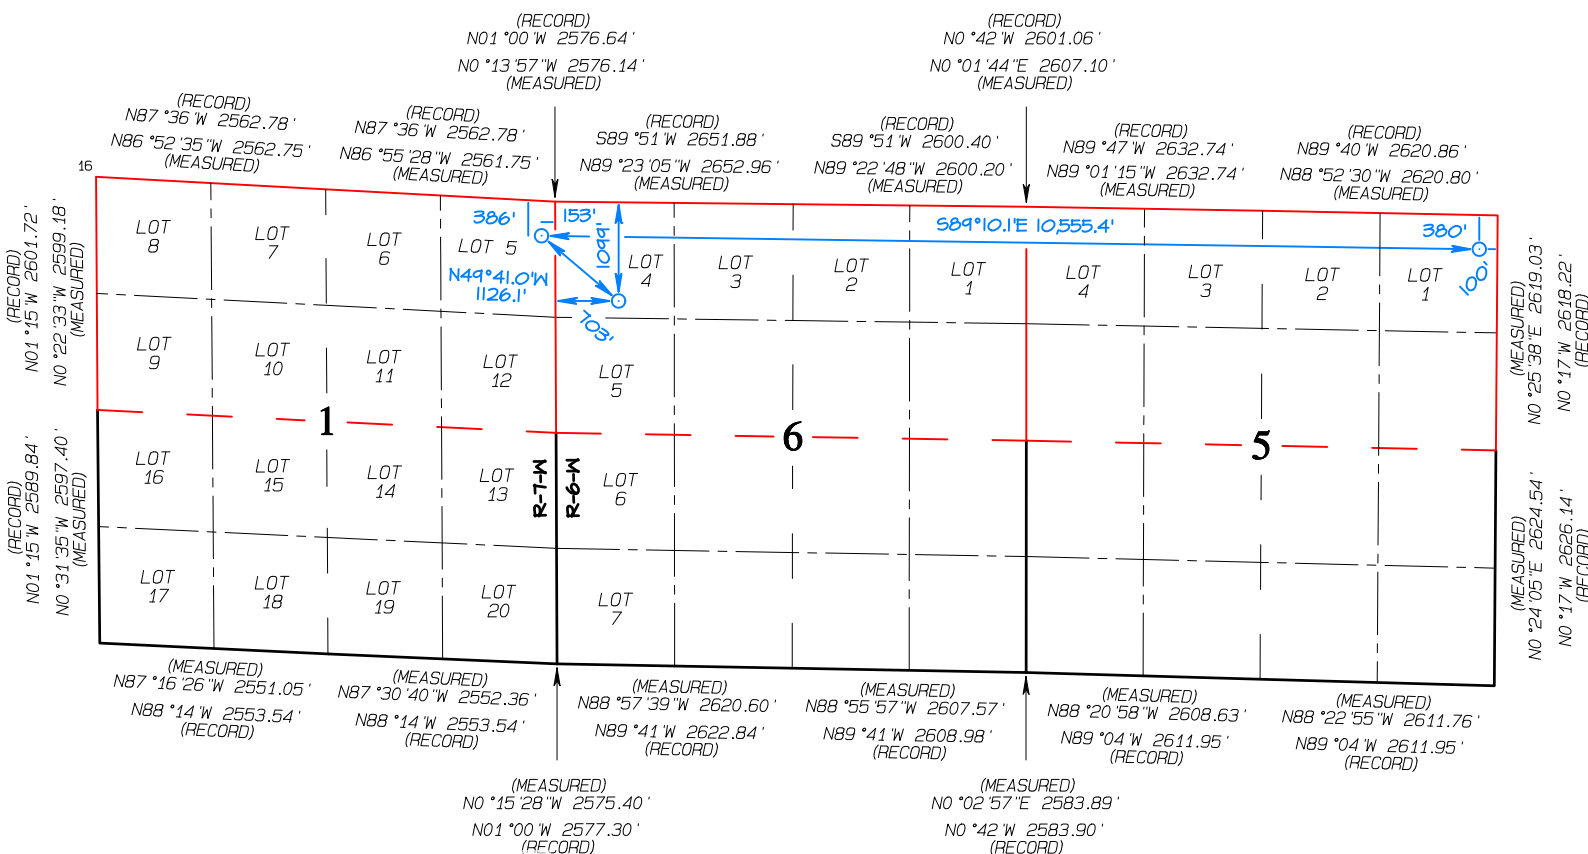 (RECORD)
N01°00'W 2576.64'
N0°13'57"W 2576.14'
(MEASURED)
(RECORD)
N0°42'W 2601.06'
N0°01'44"E 2607.10'
(MEASURED)
(RECORD)
N87°36'W 2562.78'
N86°52'35"W 2562.75'
(MEASURED)
(RECORD)
N87°36'W 2562.78'
N86°55'28"W 2561.75'
(MEASURED)
(RECORD)
S89°51'W 2651.88'
N89°23'05"W 2652.96'
(MEASURED)
(RECORD)
S89°51'W 2600.40'
N89°22'48"W 2600.20'
(MEASURED)
(RECORD)
N89°47'W 2632.74'
N89°01'15"W 2632.74'
(MEASURED)
(RECORD)
N89°40'W 2620.86'
N88°52'30"W 2620.80'
(MEASURED)
16
(RECORD)
N01°15'W 2601.72'
N0°22'33"W 2599.18'
(MEASURED)
LOT
8
LOT
7
LOT
6
LOT 5
386'
153'
1099'
N49°41.0'W
1126.1'
703'
S89°10.1'E 10,555.4'
380'
100'
LOT
4
LOT
3
LOT
2
LOT
1
LOT
4
LOT
3
LOT
2
LOT
1
(MEASURED)
N0°25'38"E 2619.03'
N0°17'W 2618.22'
(RECORD)
LOT
9
LOT
10
LOT
11
LOT
12
LOT
5
1
6
5
(RECORD)
N01°15'W 2589.84'
N0°31'35"W 2597.40'
(MEASURED)
LOT
16
LOT
15
LOT
14
LOT
13
R-7-W
R-6-W
LOT
6
(MEASURED)
N0°24'05"E 2624.54'
N0°17'W 2626.14'
(RECORD)
LOT
17
LOT
18
LOT
19
LOT
20
LOT
7
(MEASURED)
N87°16'26"W 2551.05'
N88°14'W 2553.54'
(RECORD)
(MEASURED)
N87°30'40"W 2552.36'
N88°14'W 2553.54'
(RECORD)
(MEASURED)
N88°57'39"W 2620.60'
N89°41'W 2622.84'
(RECORD)
(MEASURED)
N88°55'57"W 2607.57'
N89°41'W 2608.98'
(RECORD)
(MEASURED)
N88°20'58"W 2608.63'
N89°04'W 2611.95'
(RECORD)
(MEASURED)
N88°22'55"W 2611.76'
N89°04'W 2611.95'
(RECORD)
(MEASURED)
N0°15'28"W 2575.40'
N01°00'W 2577.30'
(RECORD)
(MEASURED)
N0°02'57"E 2583.89'
N0°42'W 2583.90'
(RECORD)